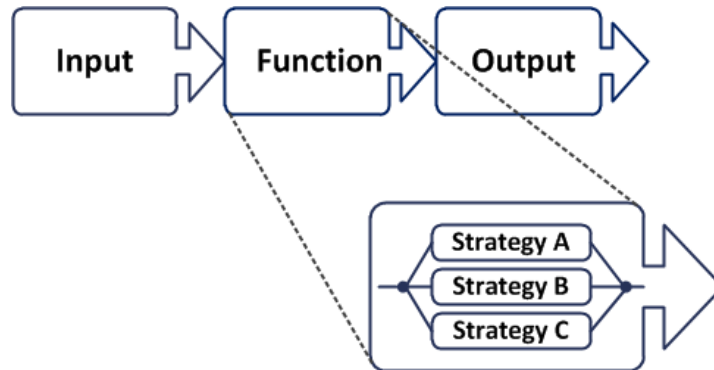 Input
Function
Output
Strategy A
Strategy B
Strategy C